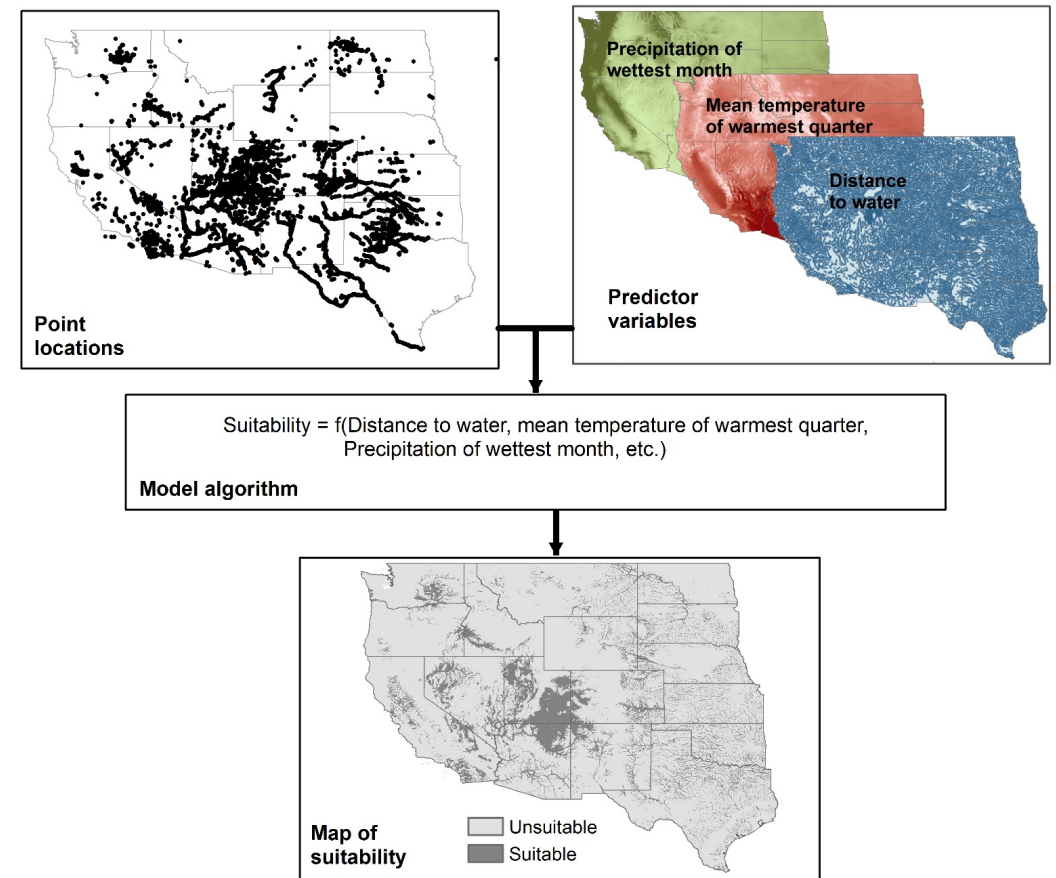 Point
locations
Precipitation of
wettest month
Mean temperature
of warmest quarter
Distance
to water
Predictor
variables
Suitability = f(Distance to water, mean temperature of warmest quarter,
Precipitation of wettest month, etc.)
Model algorithm
Map of
suitability
Unsuitable
Suitable